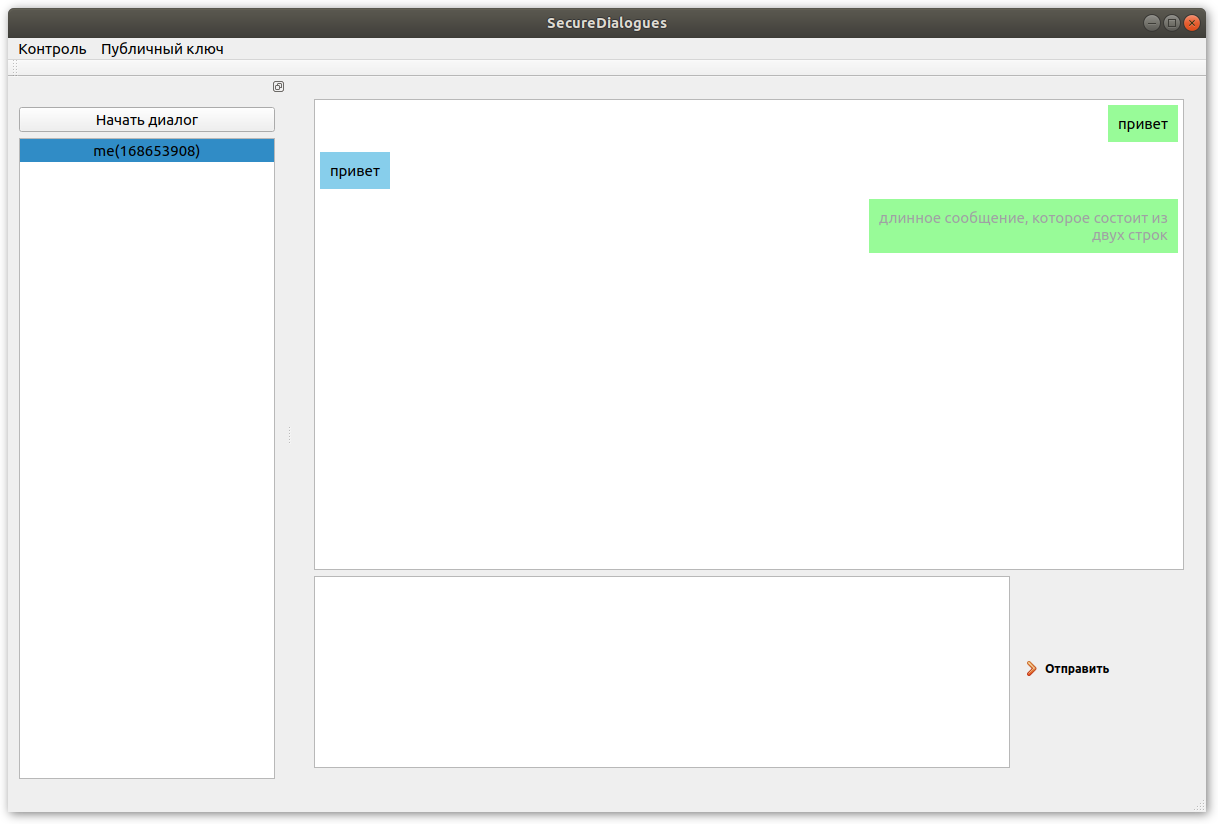 SecureDialogues
Контроль Публичный ключ
Начать диалог
me(168653908)
привет
привет
длинное сообщение, которое состоит из
двух строк
Отправить